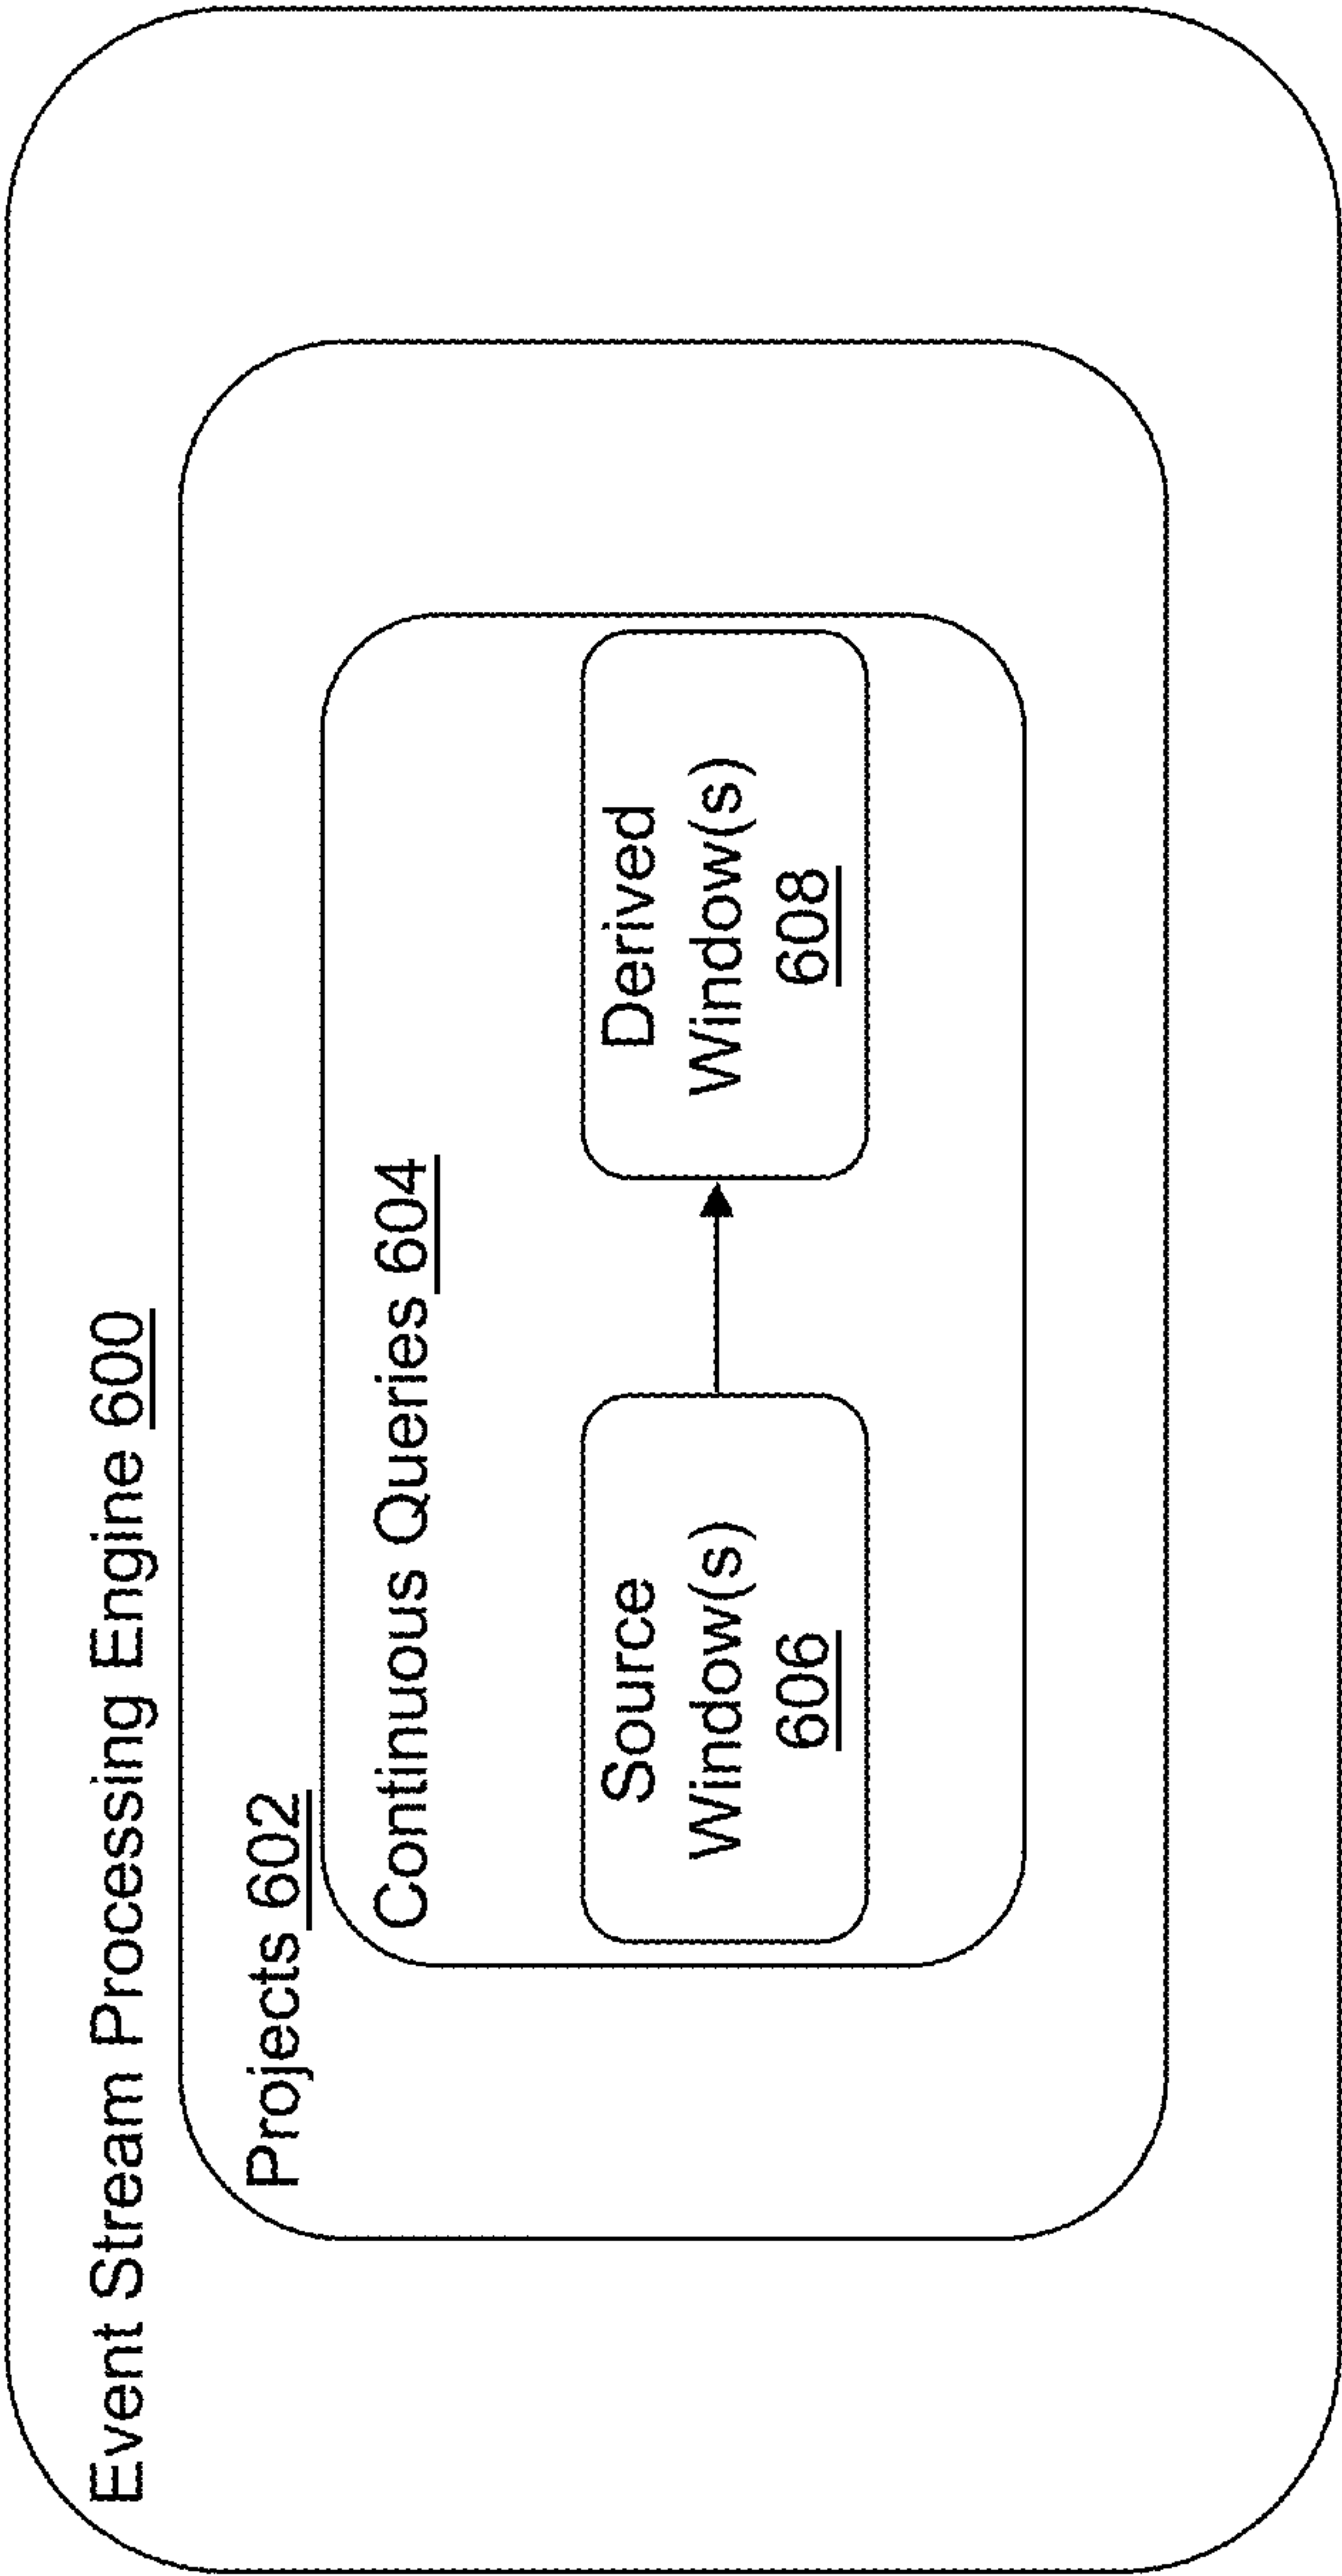 Event Stream Processing Engine 600
Projects 602
Continuous Queries 604
Source
Window(s)
606
Derived
Window(s)
608